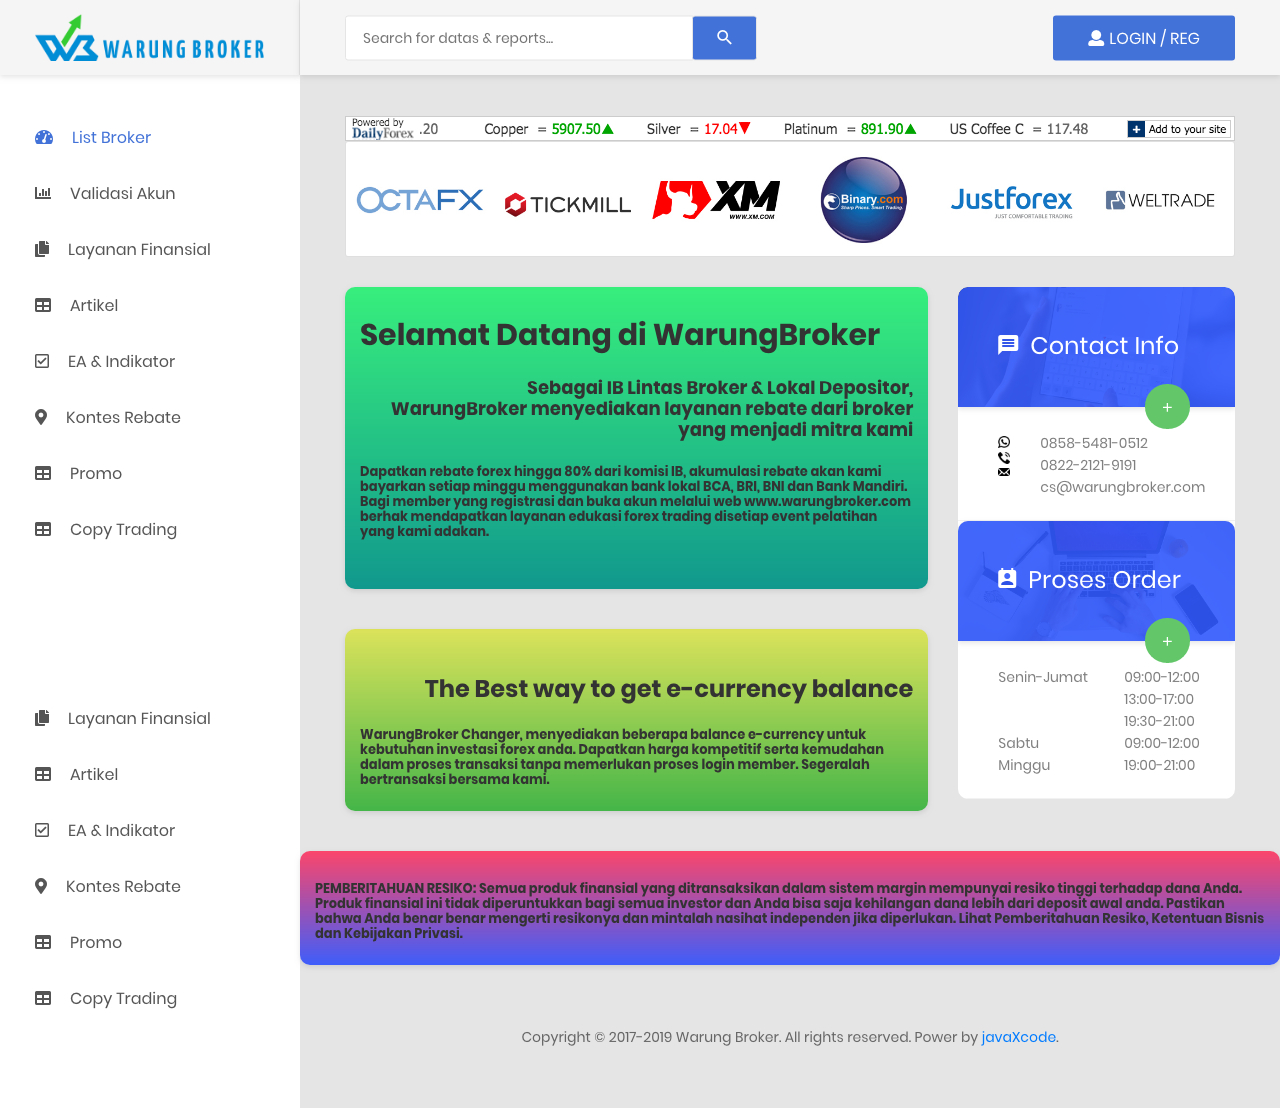 WARUNG BROKER
Search for datas & reports...
LOGIN / REG
List Broker
Validasi Akun
Layanan Finansial
Artikel
EA & Indikator
Kontes Rebate
Promo
Copy Trading
Layanan Finansial
Artikel
EA & Indikator
Kontes Rebate
Promo
Copy Trading
Powered by
DailyForex
.20 Copper = 5907.50▲ Silver = 17.04▼ Platinum = 891.90▲ US Coffee C = 117.48
+ Add to your site
OCTAFX
TICKMILL
XM
WWW.XM.COM
Binary.com
Sharp Prices. Smart Trading.
Justforex
JUST COMFORTABLE TRADING
WELTRADE
Selamat Datang di WarungBroker
Sebagai IB Lintas Broker & Lokal Depositor,
WarungBroker menyediakan layanan rebate dari broker
yang menjadi mitra kami
Dapatkan rebate forex hingga 80% dari komisi IB, akumulasi rebate akan kami
bayarkan setiap minggu menggunakan bank lokal BCA, BRI, BNI dan Bank Mandiri.
Bagi member yang registrasi dan buka akun melalui web www.warungbroker.com
berhak mendapatkan layanan edukasi forex trading disetiap event pelatihan
yang kami adakan.
The Best way to get e-currency balance
WarungBroker Changer, menyediakan beberapa balance e-currency untuk
kebutuhan investasi forex anda. Dapatkan harga kompetitif serta kemudahan
dalam proses transaksi tanpa memerlukan proses login member. Segeralah
bertransaksi bersama kami.
Contact Info
+
0858-5481-0512
0822-2121-9191
cs@warungbroker.com
Proses Order
+
Senin-Jumat 09:00-12:00
13:00-17:00
19:30-21:00
Sabtu 09:00-12:00
Minggu 19:00-21:00
PEMBERITAHUAN RESIKO: Semua produk finansial yang ditransaksikan dalam sistem margin mempunyai resiko tinggi terhadap dana Anda.
Produk finansial ini tidak diperuntukkan bagi semua investor dan Anda bisa saja kehilangan dana lebih dari deposit awal anda. Pastikan
bahwa Anda benar benar mengerti resikonya dan mintalah nasihat independen jika diperlukan. Lihat Pemberitahuan Resiko, Ketentuan Bisnis
dan Kebijakan Privasi.
Copyright © 2017-2019 Warung Broker. All rights reserved. Power by javaXcode.